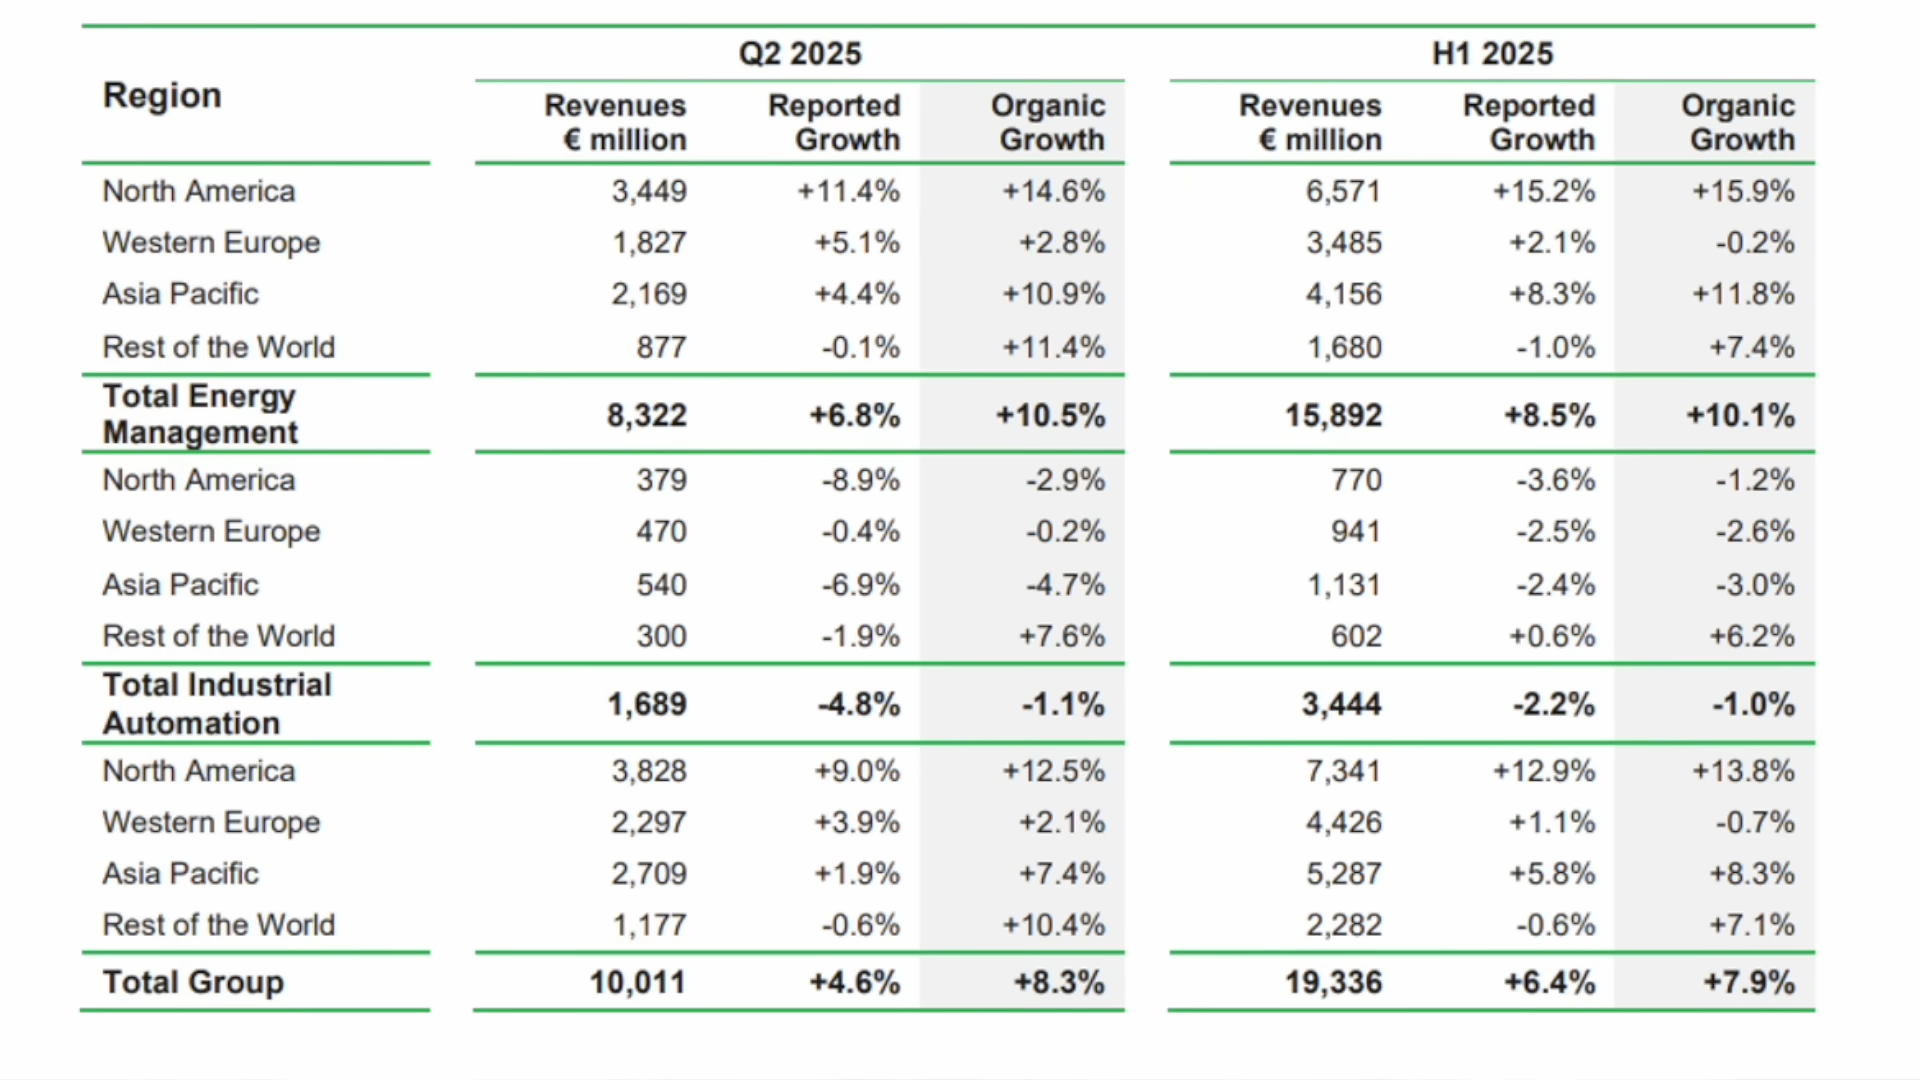 Q2 2025 H1 2025
Region
Revenues Reported Organic Revenues Reported Organic
€ million Growth Growth € million Growth Growth
North America 3,449 +11.4% +14.6% 6,571 +15.2% +15.9%
Western Europe 1,827 +5.1% +2.8% 3,485 +2.1% -0.2%
Asia Pacific 2,169 +4.4% +10.9% 4,156 +8.3% +11.8%
Rest of the World 877 -0.1% +11.4% 1,680 -1.0% +7.4%
Total Energy
Management 8,322 +6.8% +10.5% 15,892 +8.5% +10.1%
North America 379 -8.9% -2.9% 770 -3.6% -1.2%
Western Europe 470 -0.4% -0.2% 941 -2.5% -2.6%
Asia Pacific 540 -6.9% -4.7% 1,131 -2.4% -3.0%
Rest of the World 300 -1.9% +7.6% 602 +0.6% +6.2%
Total Industrial
Automation 1,689 -4.8% -1.1% 3,444 -2.2% -1.0%
North America 3,828 +9.0% +12.5% 7,341 +12.9% +13.8%
Western Europe 2,297 +3.9% +2.1% 4,426 +1.1% -0.7%
Asia Pacific 2,709 +1.9% +7.4% 5,287 +5.8% +8.3%
Rest of the World 1,177 -0.6% +10.4% 2,282 -0.6% +7.1%
Total Group 10,011 +4.6% +8.3% 19,336 +6.4% +7.9%